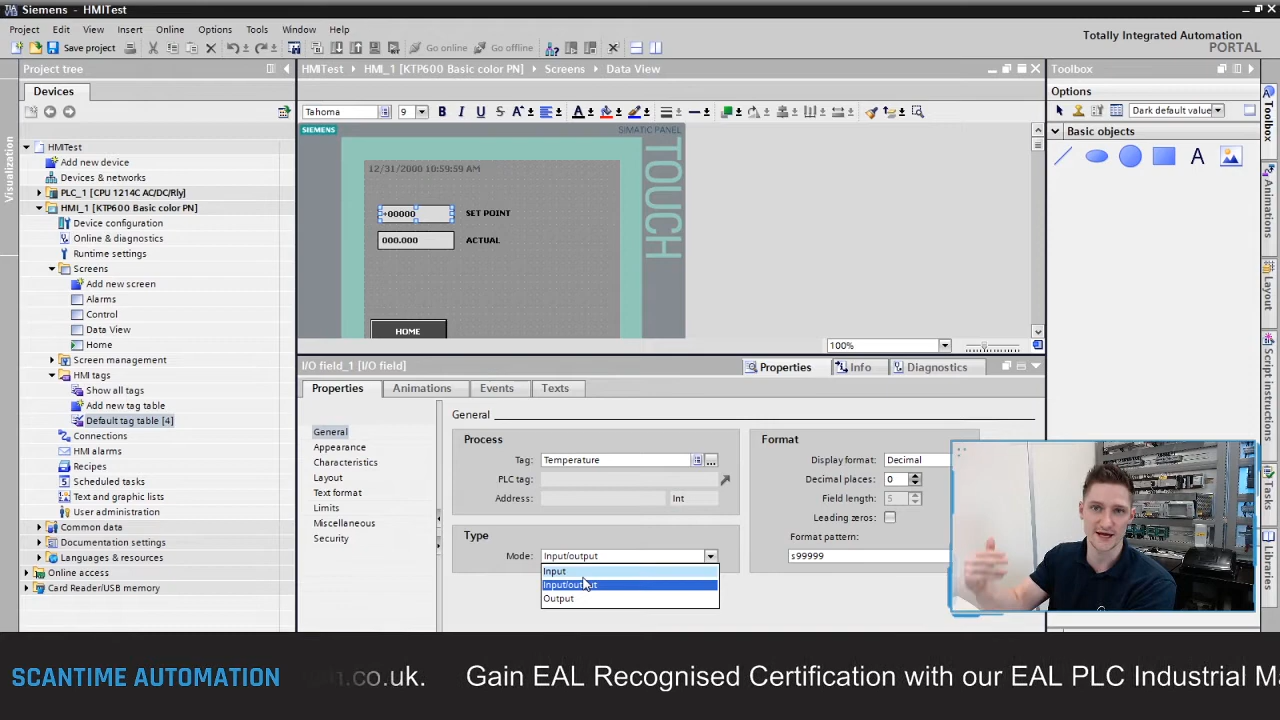 Siemens - HMITest
Project Edit View Insert Online Options Tools Window Help
Totally Integrated Automation
PORTAL
Save project
Go online
Go offline
Project tree
HMITest HMI_1 [KTP600 Basic color PN] Screens Data View
Toolbox
Devices
Options
Tahoma 9
Dark default value
Visualization
SIEMENS
SIMATIC PANEL
Basic objects
HMITest
Add new device
Devices & networks
PLC_1 [CPU 1214C AC/DC/Rly]
HMI_1 [KTP600 Basic color PN]
Device configuration
Online & diagnostics
Runtime settings
Screens
Add new screen
Alarms
Control
Data View
Home
Screen management
HMI tags
Show all tags
Add new tag table
Default tag table [4]
Connections
HMI alarms
Recipes
Scheduled tasks
Text and graphic lists
User administration
Common data
Documentation settings
Languages & resources
Online access
Card Reader/USB memory
12/31/2000 10:59:59 AM
+00000 SET POINT
000.000 ACTUAL
HOME
TOUCH
100%
I/O field_1 [I/O field]
Properties Info Diagnostics
Properties Animations Events Texts
General
Appearance
Characteristics
Layout
Text format
Limits
Miscellaneous
Security
General
Process
Tag: Temperature
PLC tag:
Address: Int
Type
Mode: Input/output
Input
Input/output
Output
Format
Display format: Decimal
Decimal places: 0
Field length: 5
Leading zeros:
Format pattern:
s99999
Toolbox
Animations
Layout
Instructions
Tasks
Libraries
SCANTIME AUTOMATION
.co.uk. Gain EAL Recognised Certification with our EAL PLC Industrial Ma